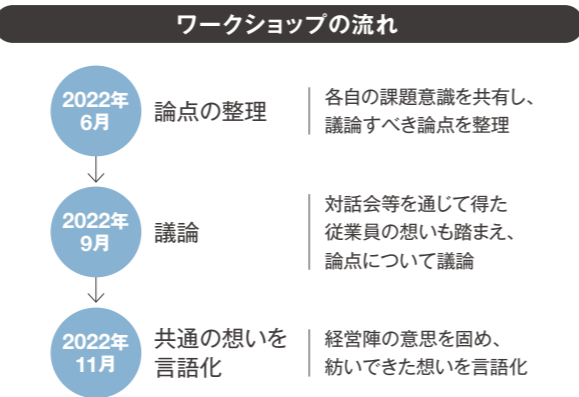 ワークショップの流れ
2022年
6月
論点の整理
各自の課題意識を共有し、
議論すべき論点を整理
2022年
9月
議論
対話会等を通じて得た
従業員の想いも踏まえ、
論点について議論
2022年
11月
共通の想いを
言語化
経営陣の意思を固め、
紡いできた想いを言語化